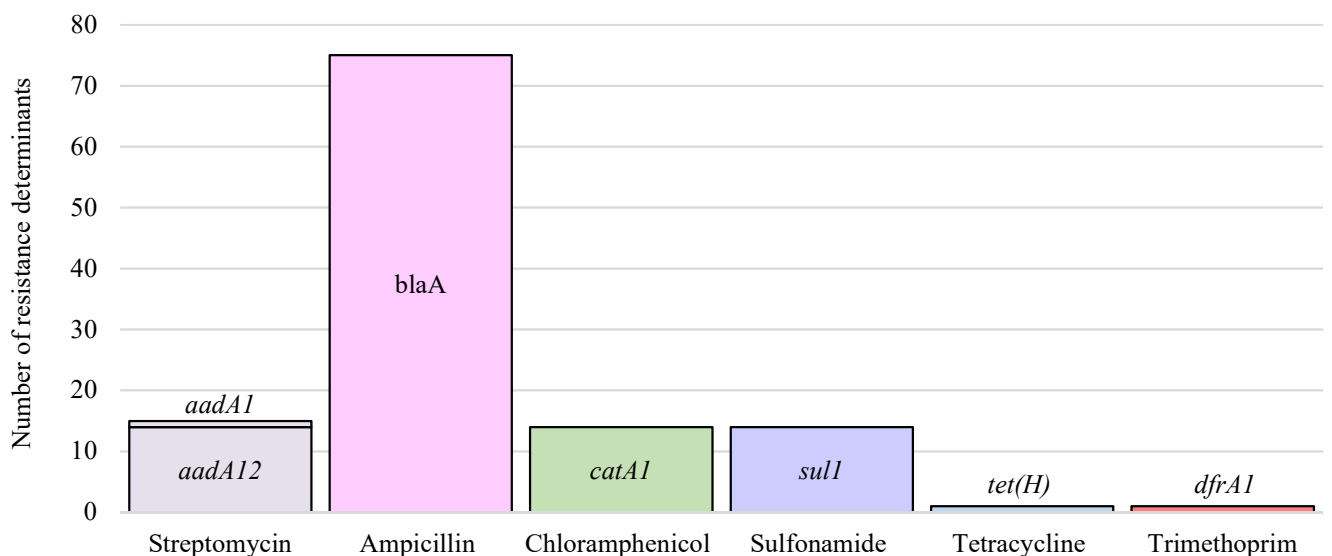 Number of resistance determinants
80
70
60
50
40
30
20
10
0
aadA1
aadA12
blaA
catA1
sul1
tet(H)
dfrA1
Streptomycin Ampicillin Chloramphenicol Sulfonamide Tetracycline Trimethoprim